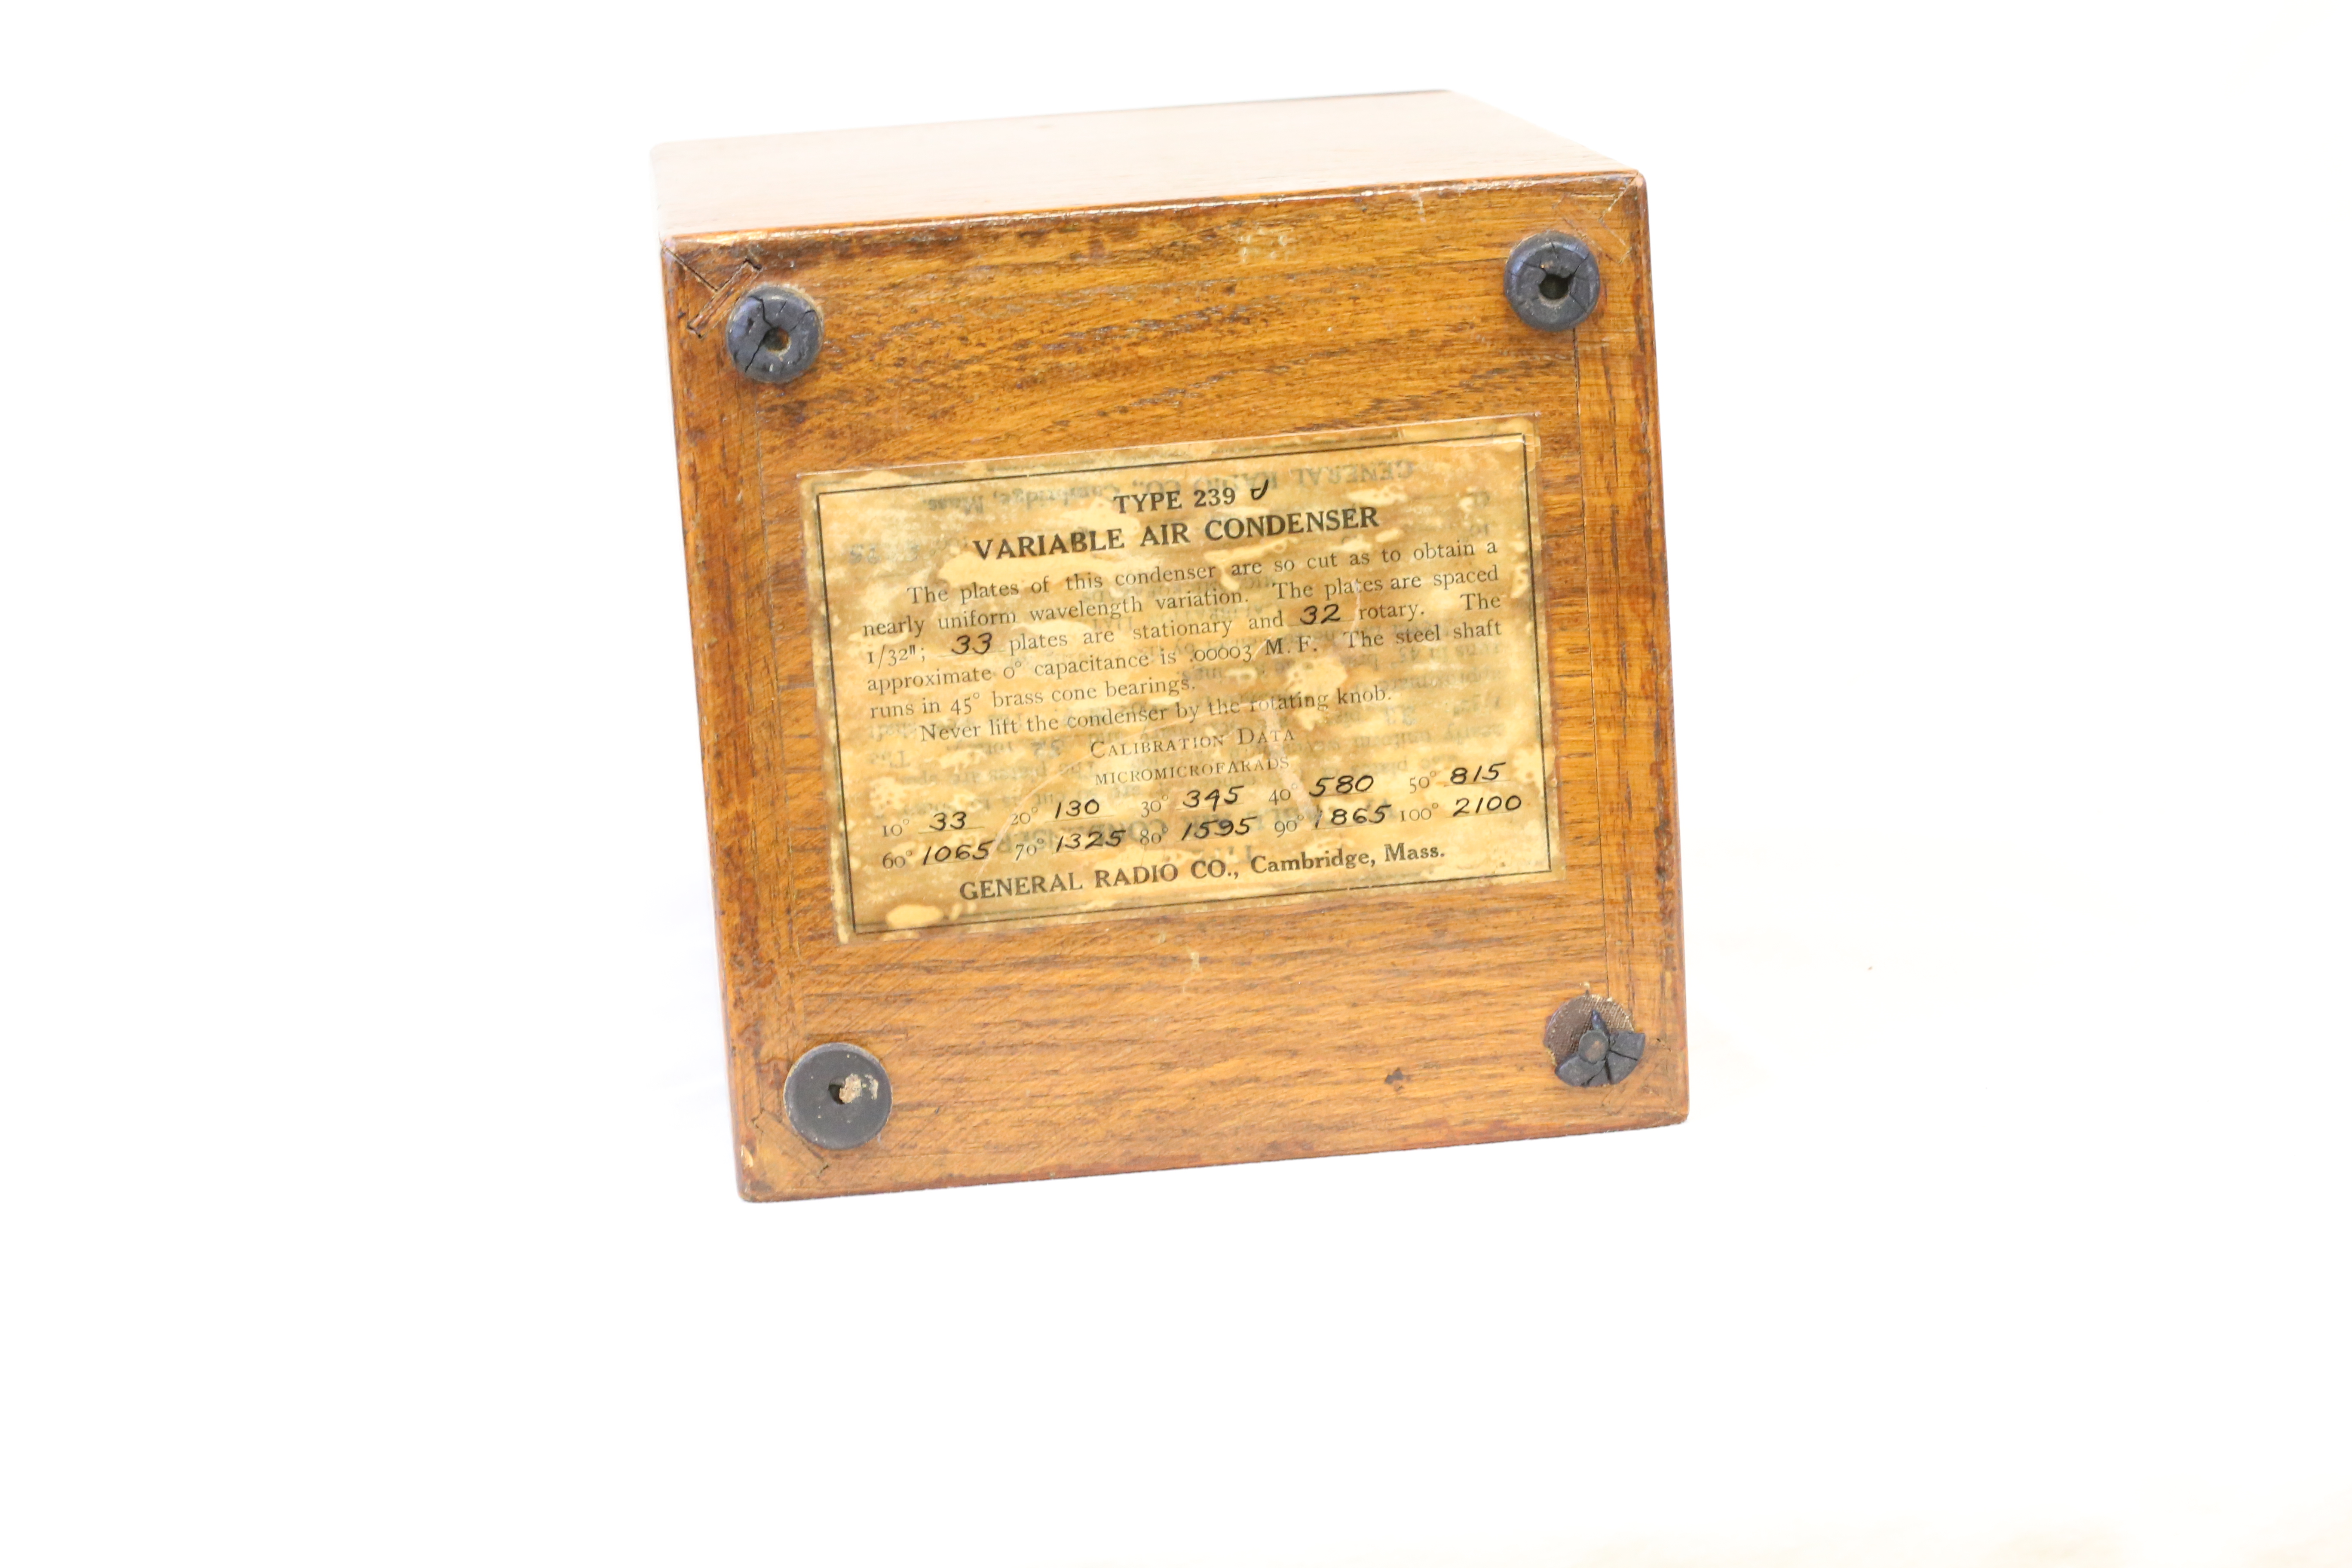 TYPE 239 J
VARIABLE AIR CONDENSER
The plates of this condenser are so cut as to obtain a
nearly uniform wavelength variation. The plates are spaced
1/32"; 33 plates are stationary and 32 rotary. The
approximate 0° capacitance is .00003 M. F. The steel shaft
runs in 45° brass cone bearings.
Never lift the condenser by the rotating knob.
CALIBRATION DATA
MICROMICROFARADS
10° 33 20° 130 30° 345 40° 580 50° 815
60° 1065 70° 1325 80° 1595 90° 1865 100° 2100
GENERAL RADIO CO., Cambridge, Mass.